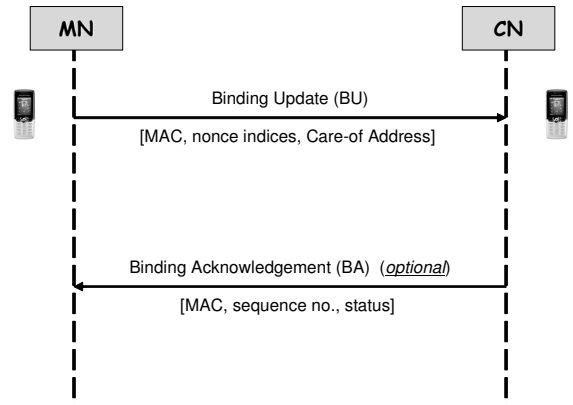 MN
CN
Binding Update (BU)
[MAC, nonce indices, Care-of Address]
Binding Acknowledgement (BA) (optional)
[MAC, sequence no., status]